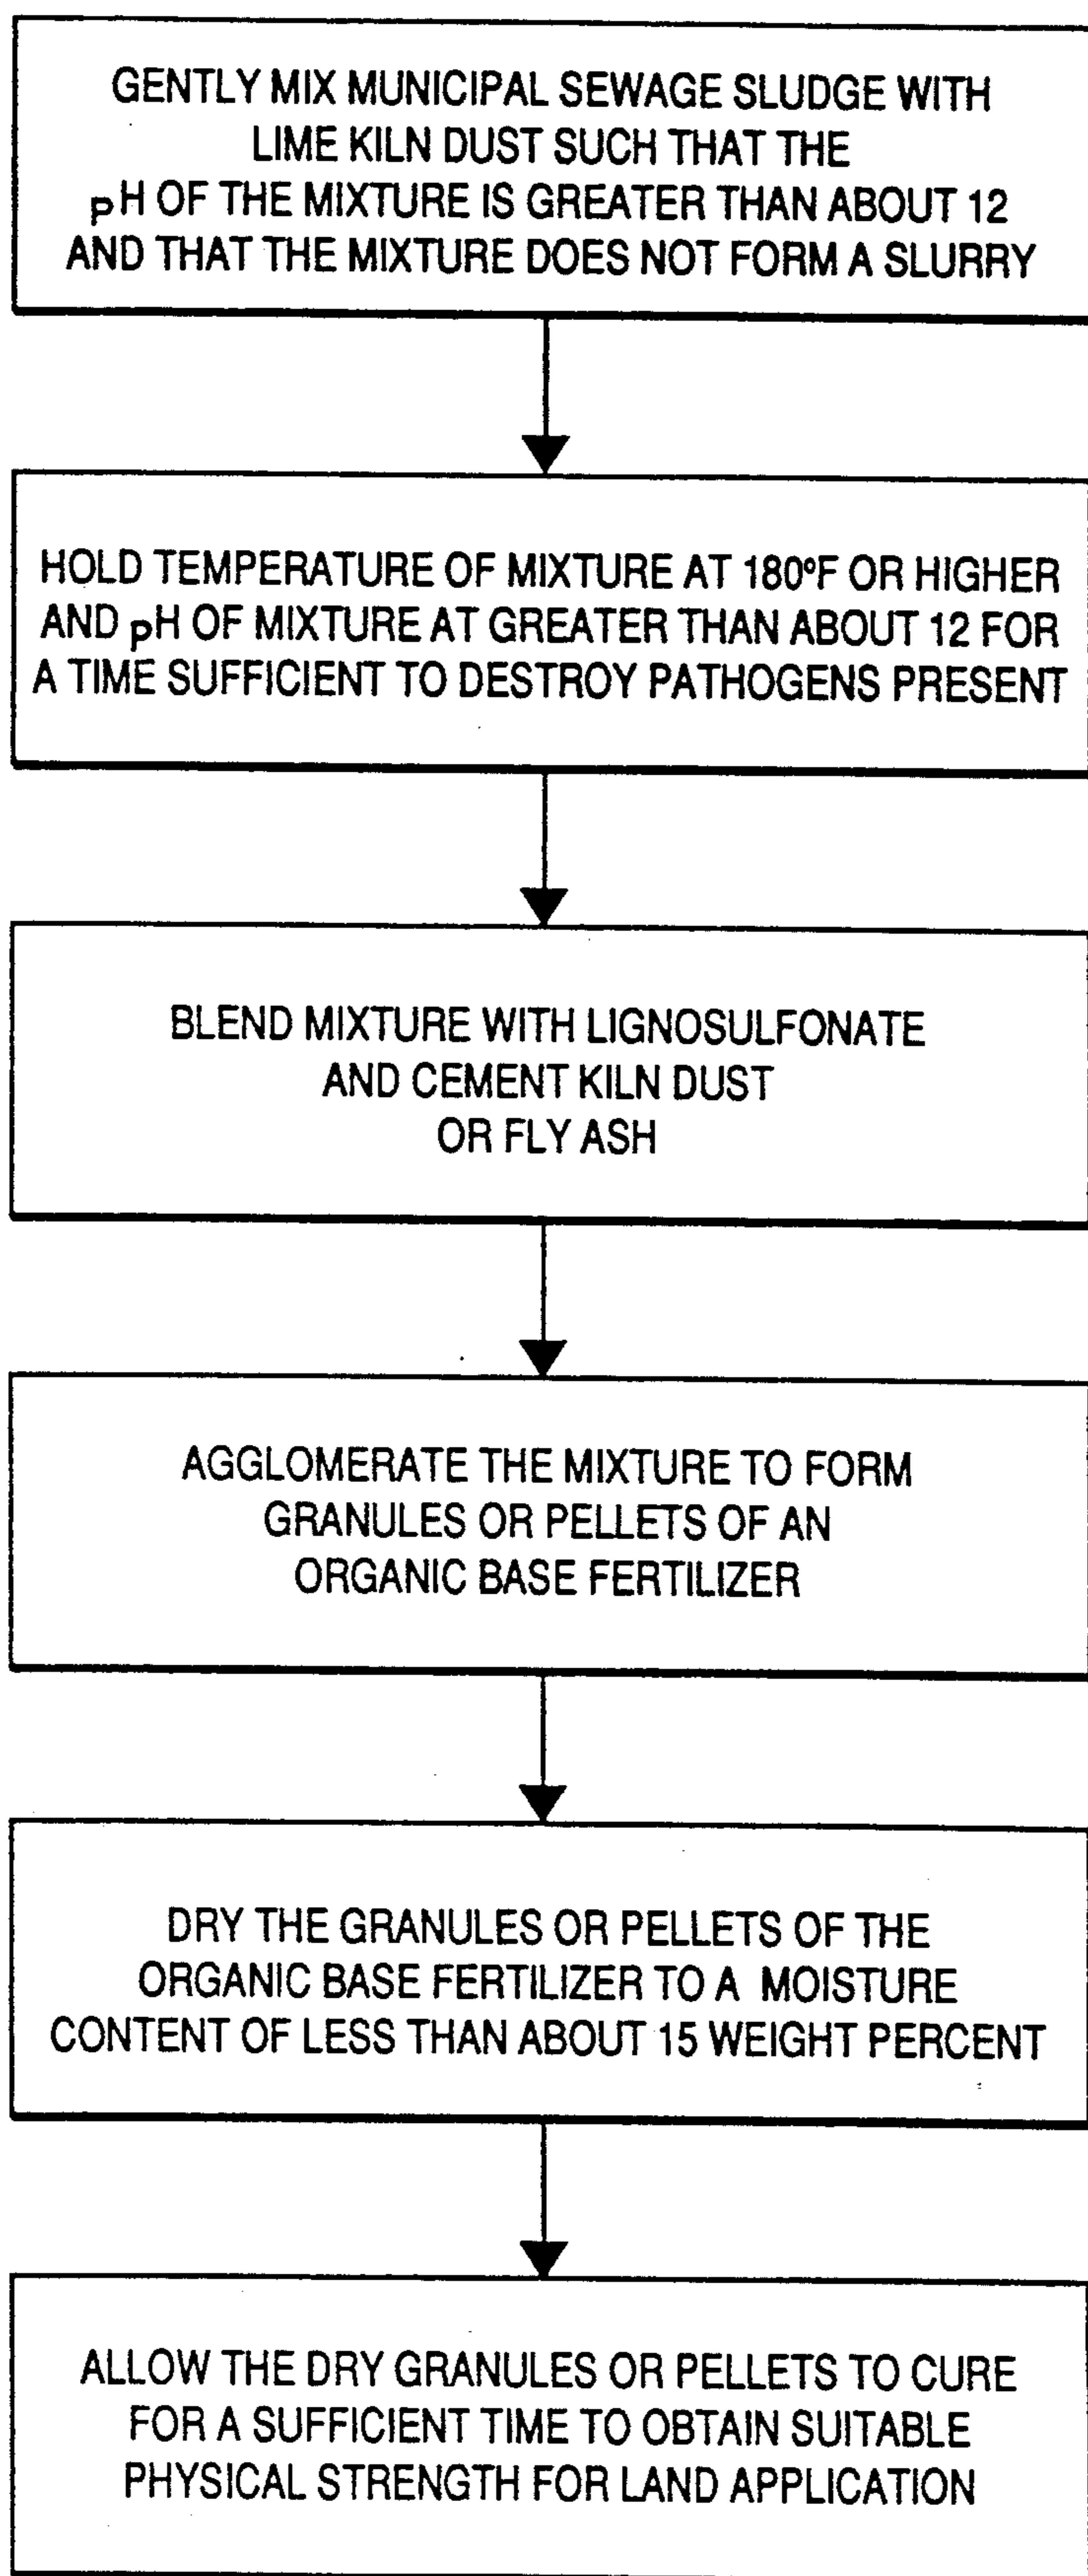 GENTLY MIX MUNICIPAL SEWAGE SLUDGE WITH
LIME KILN DUST SUCH THAT THE
pH OF THE MIXTURE IS GREATER THAN ABOUT 12
AND THAT THE MIXTURE DOES NOT FORM A SLURRY
HOLD TEMPERATURE OF MIXTURE AT 180°F OR HIGHER
AND pH OF MIXTURE AT GREATER THAN ABOUT 12 FOR
A TIME SUFFICIENT TO DESTROY PATHOGENS PRESENT
BLEND MIXTURE WITH LIGNOSULFONATE
AND CEMENT KILN DUST
OR FLY ASH
AGGLOMERATE THE MIXTURE TO FORM
GRANULES OR PELLETS OF AN
ORGANIC BASE FERTILIZER
DRY THE GRANULES OR PELLETS OF THE
ORGANIC BASE FERTILIZER TO A MOISTURE
CONTENT OF LESS THAN ABOUT 15 WEIGHT PERCENT
ALLOW THE DRY GRANULES OR PELLETS TO CURE
FOR A SUFFICIENT TIME TO OBTAIN SUITABLE
PHYSICAL STRENGTH FOR LAND APPLICATION